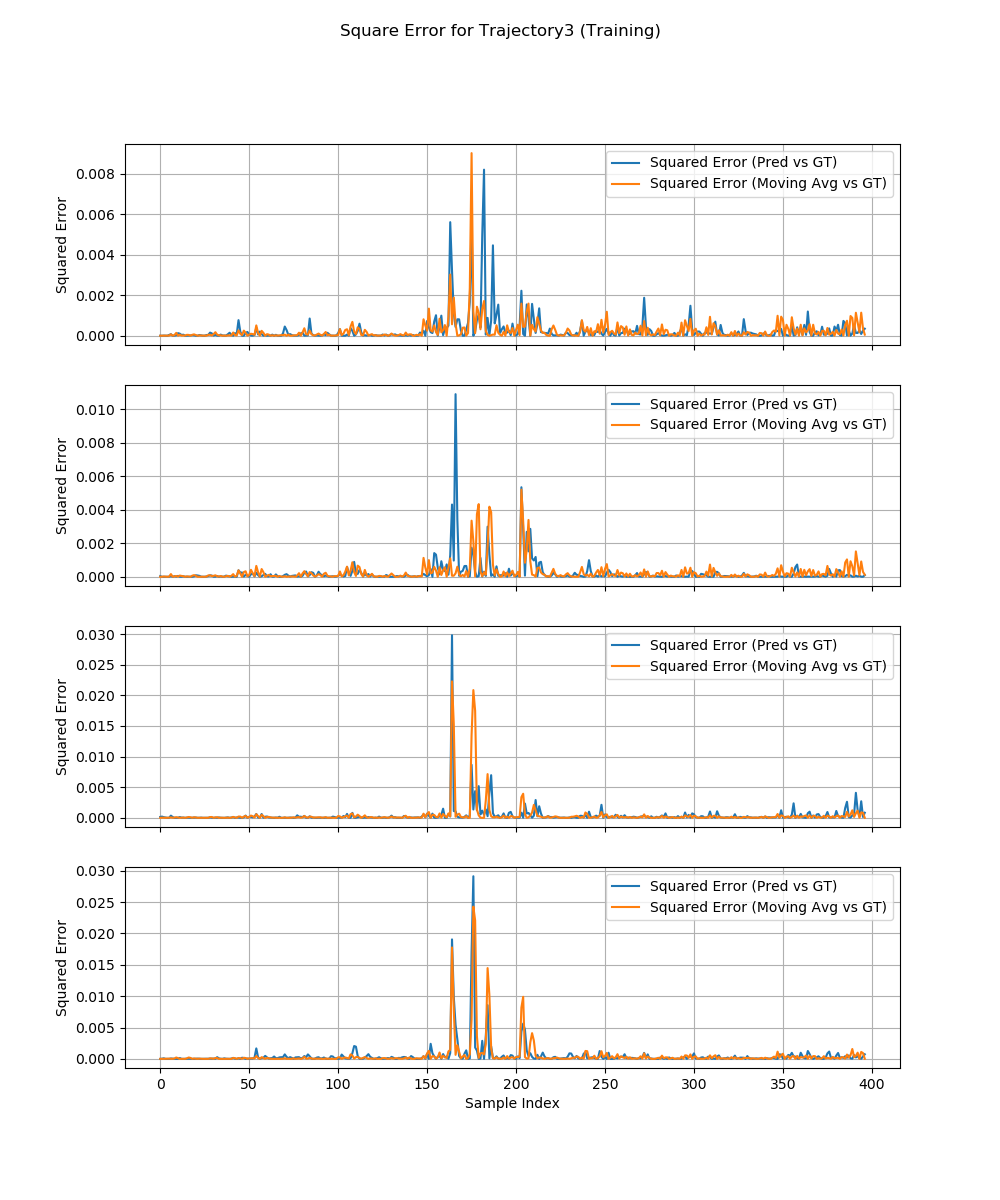 Square Error for Trajectory3 (Training)
0.008
0.006
0.004
0.002
0.000
Squared Error
Squared Error (Pred vs GT)
Squared Error (Moving Avg vs GT)
0.010
0.008
0.006
0.004
0.002
0.000
Squared Error
Squared Error (Pred vs GT)
Squared Error (Moving Avg vs GT)
0.030
0.025
0.020
0.015
0.010
0.005
0.000
Squared Error
Squared Error (Pred vs GT)
Squared Error (Moving Avg vs GT)
0.030
0.025
0.020
0.015
0.010
0.005
0.000
Squared Error
Squared Error (Pred vs GT)
Squared Error (Moving Avg vs GT)
0 50 100 150 200 250 300 350 400
Sample Index